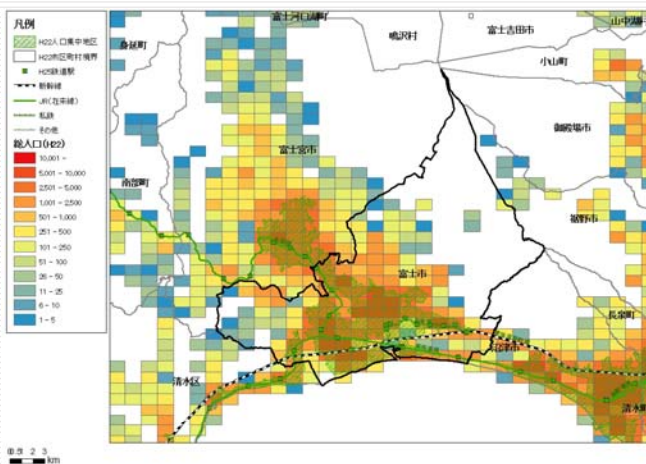 凡例
H22人口集中地区
H22市区町村境界
H25鉄道駅
新幹線
JR(在来線)
私鉄
その他
総人口(H22)
10,001 -
5,001 - 10,000
2,501 - 5,000
1,001 - 2,500
501 - 1,000
251 - 500
101 - 250
51 - 100
26 - 50
11 - 25
6 - 10
1 - 5
富士河口湖町
鳴沢村
富士吉田市
山中湖村
身延町
小山町
御殿場市
富士宮市
南部町
裾野市
富士市
長泉町
沼津市
清水区
清水町
km